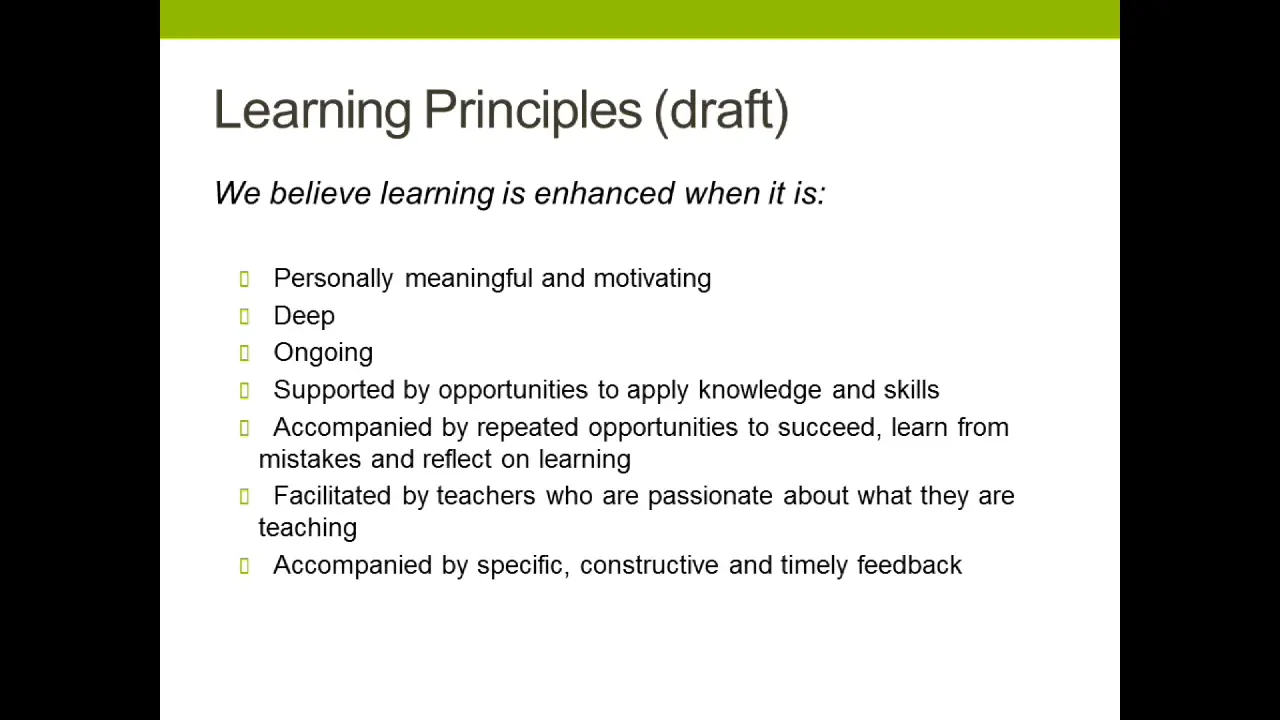 Learning Principles (draft)
We believe learning is enhanced when it is:
Personally meaningful and motivating
Deep
Ongoing
Supported by opportunities to apply knowledge and skills
Accompanied by repeated opportunities to succeed, learn from
mistakes and reflect on learning
Facilitated by teachers who are passionate about what they are
teaching
Accompanied by specific, constructive and timely feedback